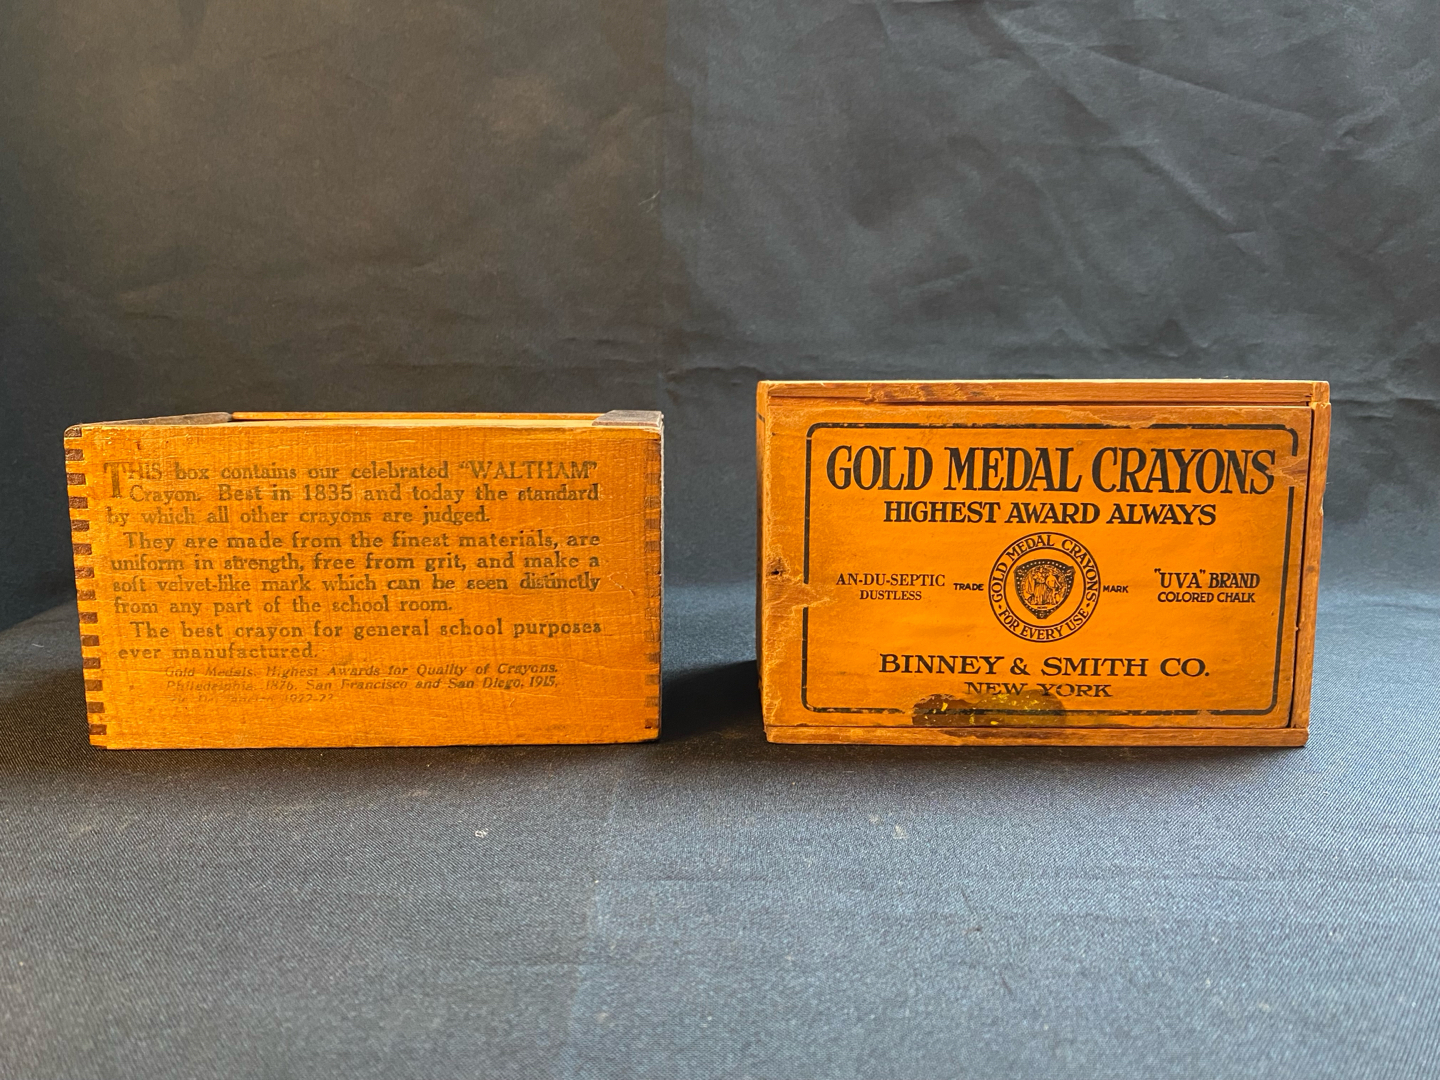 THIS box contains our celebrated "WALTHAM"
Crayon. Best in 1835 and today the standard
by which all other crayons are judged.
They are made from the finest materials, are
uniform in strength, free from grit, and make a
soft velvet-like mark which can be seen distinctly
from any part of the school room.
The best crayon for general school purposes
ever manufactured.
Gold Medals. Highest Awards for Quality of Crayons.
Philadelphia, 1876, San Francisco and San Diego, 1915,
1922-23
GOLD MEDAL CRAYONS
HIGHEST AWARD ALWAYS
AN-DU-SEPTIC
DUSTLESS
TRADE
GOLD MEDAL CRAYONS
FOR EVERY USE
MARK
"UVA" BRAND
COLORED CHALK
BINNEY & SMITH CO.
NEW YORK